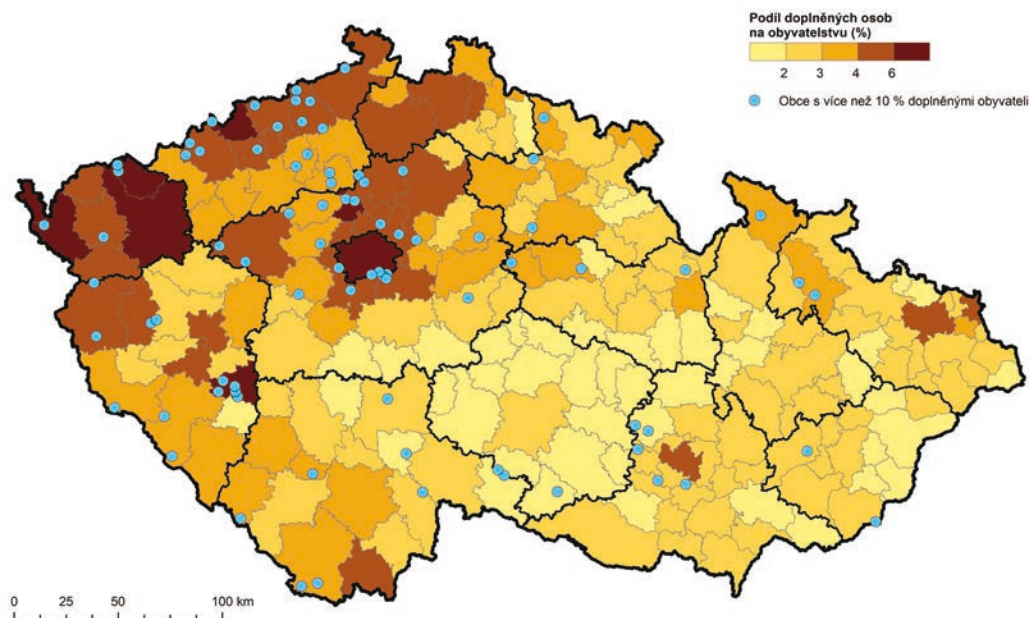 Podíl doplněných osob
na obyvatelstvu (%)
2 3 4 6
Obce s více než 10 % doplněnými obyvateli
0 25 50 100 km